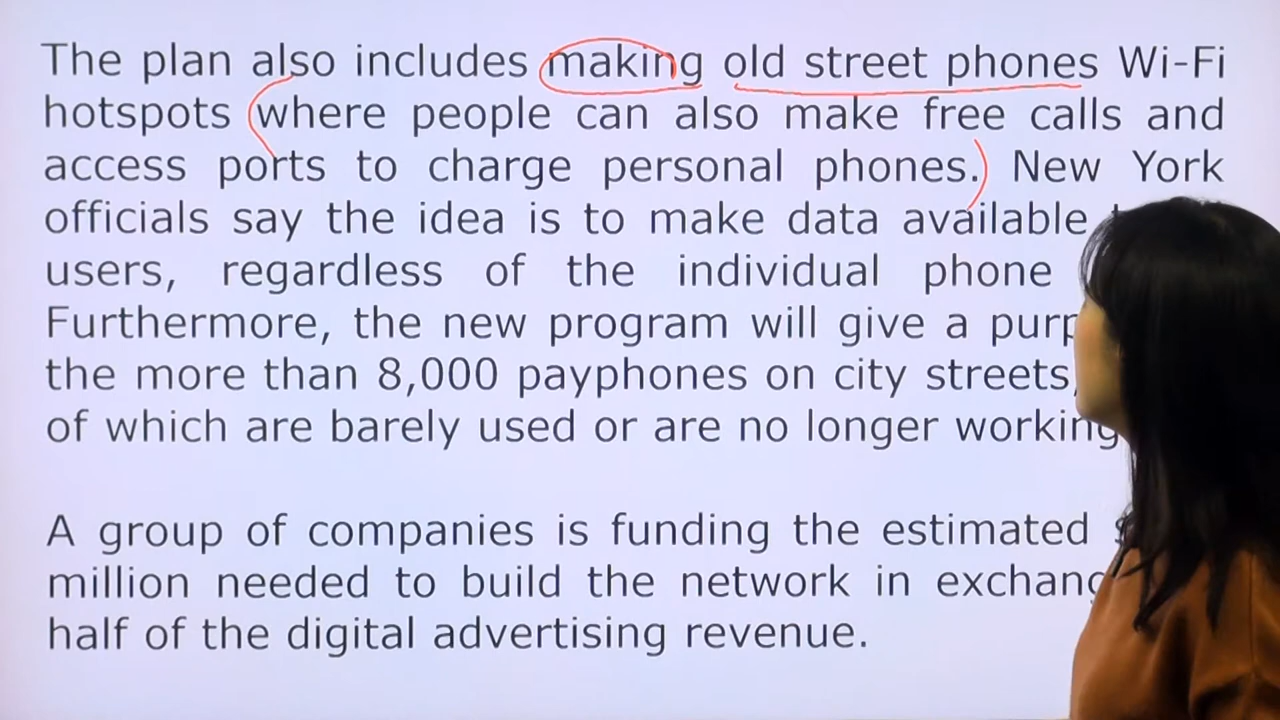 The plan also includes making old street phones Wi-Fi
hotspots where people can also make free calls and
access ports to charge personal phones. New York
officials say the idea is to make data available
users, regardless of the individual phone
Furthermore, the new program will give a
the more than 8,000 payphones on city streets,
of which are barely used or are no longer working
A group of companies is funding the estimated
million needed to build the network in
half of the digital advertising revenue.